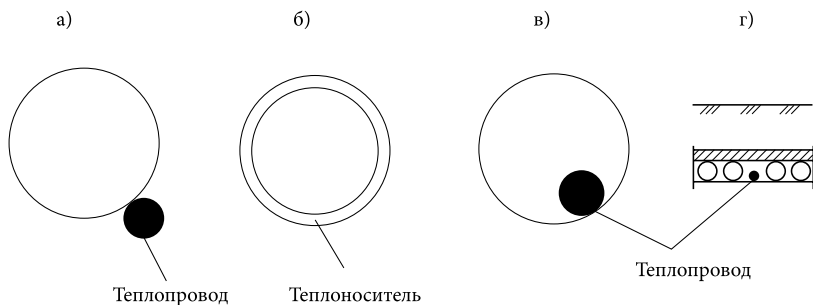 а) б) в) г)
Теплопровод
Теплопровод Теплоноситель